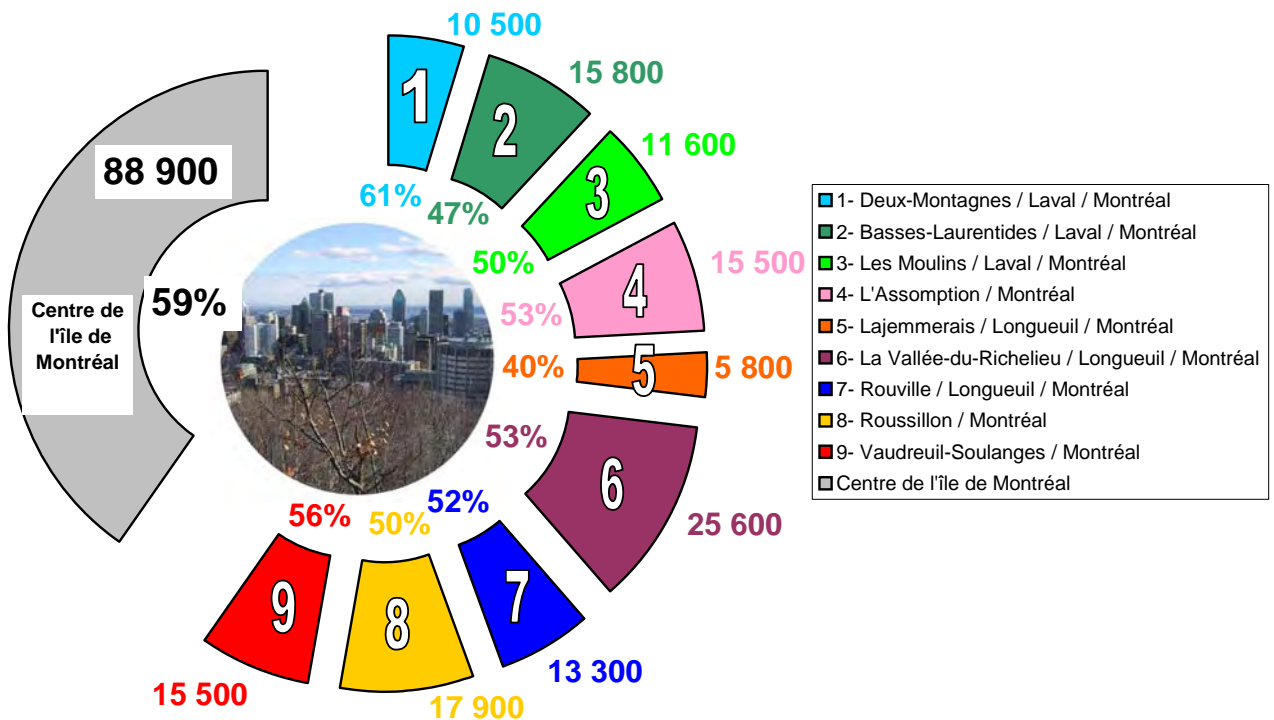 10 500
1
61%
15 800
2
47%
11 600
3
50%
15 500
4
53%
5 800
5
40%
25 600
6
53%
13 300
7
52%
17 900
8
50%
15 500
9
56%
88 900
59%
Centre de
l'île de
Montréal
1- Deux-Montagnes / Laval / Montréal
2- Basses-Laurentides / Laval / Montréal
3- Les Moulins / Laval / Montréal
4- L'Assomption / Montréal
5- Lajemmerais / Longueuil / Montréal
6- La Vallée-du-Richelieu / Longueuil / Montréal
7- Rouville / Longueuil / Montréal
8- Roussillon / Montréal
9- Vaudreuil-Soulanges / Montréal
Centre de l'île de Montréal